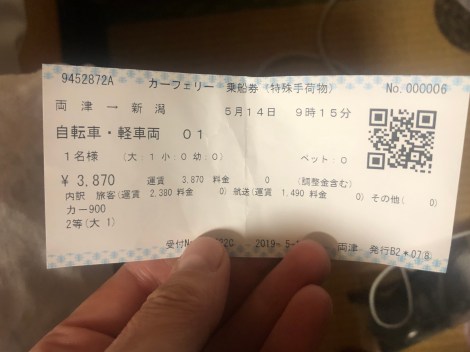 9452872A カーフェリー 乗船券 (特殊手荷物) No.000006
両津 → 新潟 5月14日 9時15分
自転車・軽車両 01
1名様 (大:1小:0幼:0) ペット:0
¥3,870 運賃 3,870 料金 0 (調整金含む)
内訳 旅客(運賃 2,380 料金 0) 航送(運賃 1,490 料金 0) その他( 0)
カー900
2等(大 1)
受付No. 2019- 5- 両津 発行B2*078